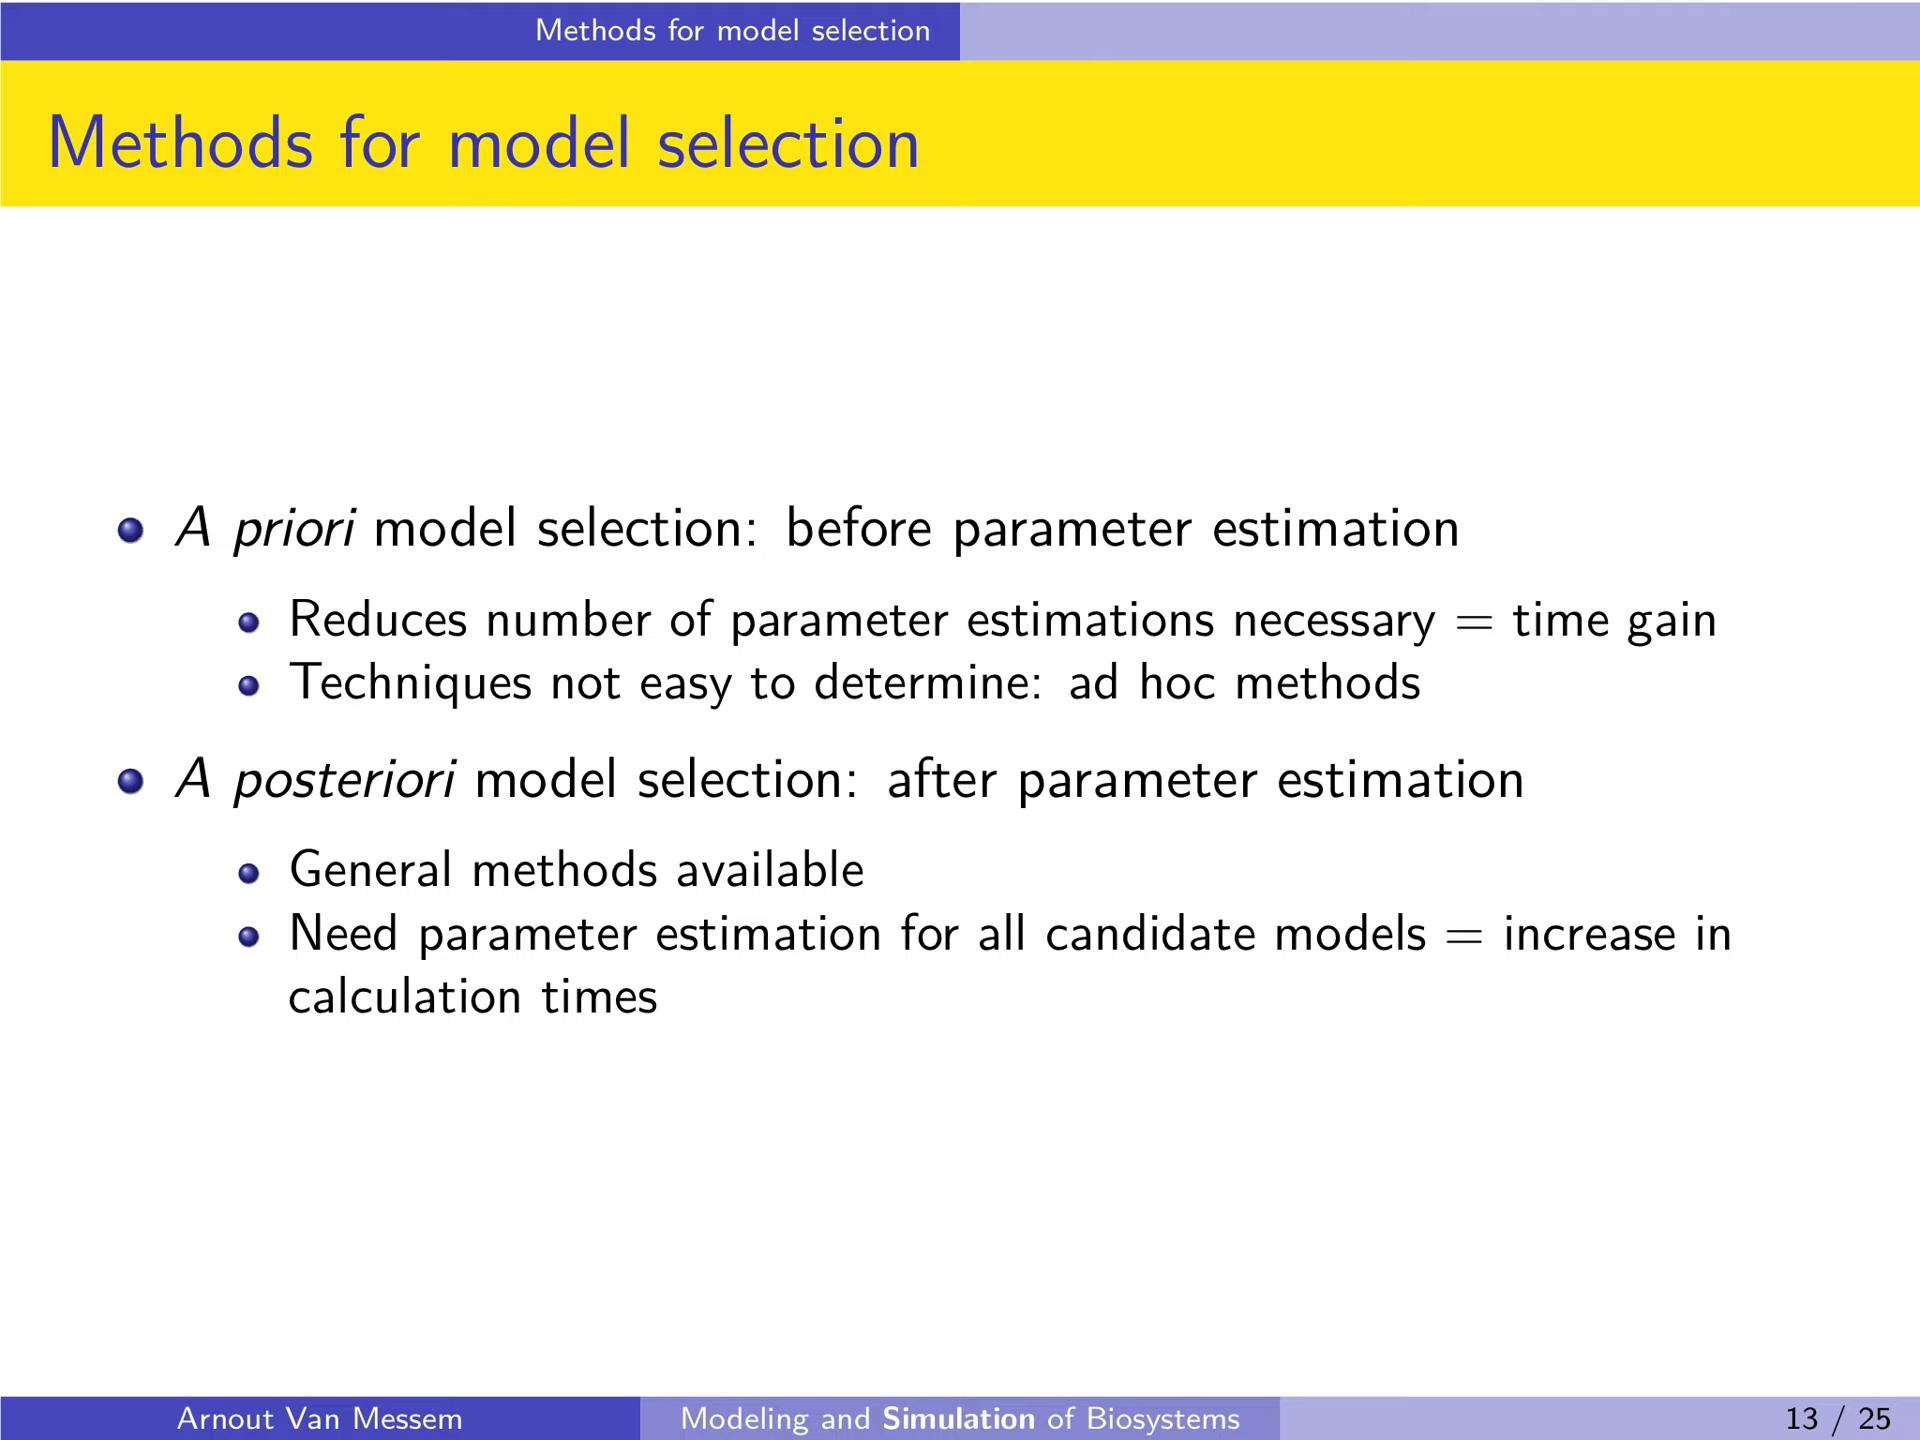 Methods for model selection
Methods for model selection
A priori model selection: before parameter estimation
Reduces number of parameter estimations necessary = time gain
Techniques not easy to determine: ad hoc methods
A posteriori model selection: after parameter estimation
General methods available
Need parameter estimation for all candidate models = increase in
calculation times
Arnout Van Messem Modeling and Simulation of Biosystems 13 / 25